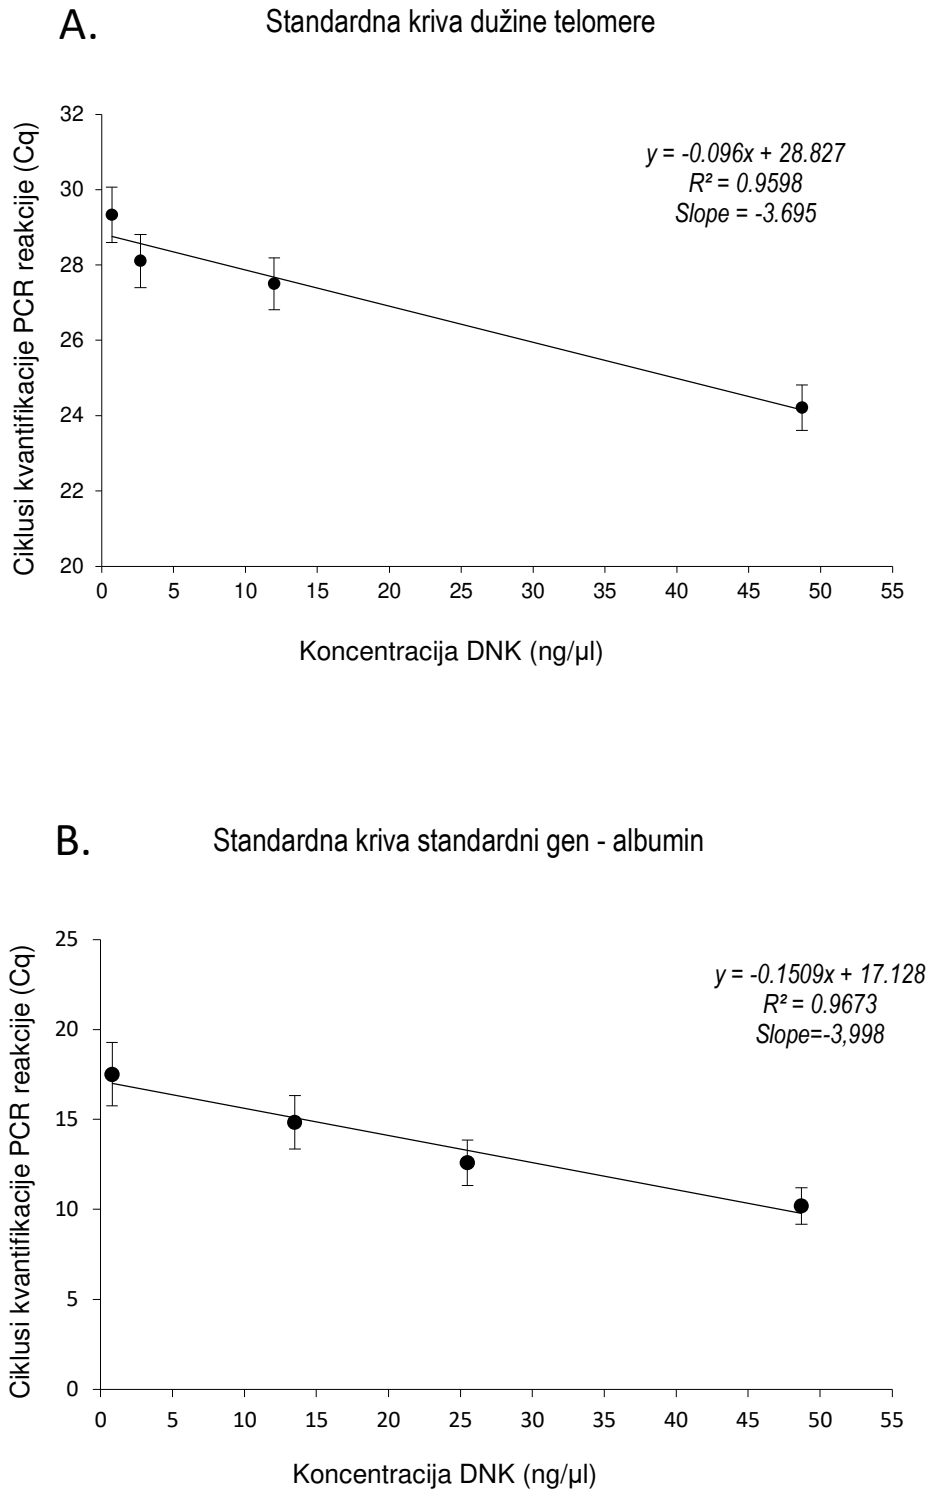 A.
Standardna kriva dužine telomere
y = -0.096x + 28.827
R² = 0.9598
Slope = -3.695
Ciklusi kvantifikacije PCR reakcije (Cq)
32
30
28
26
24
22
20
0 5 10 15 20 25 30 35 40 45 50 55
Koncentracija DNK (ng/µl)
B.
Standardna kriva standardni gen - albumin
y = -0.1509x + 17.128
R² = 0.9673
Slope=-3,998
Ciklusi kvantifikacije PCR reakcije (Cq)
25
20
15
10
5
0
0 5 10 15 20 25 30 35 40 45 50 55
Koncentracija DNK (ng/µl)